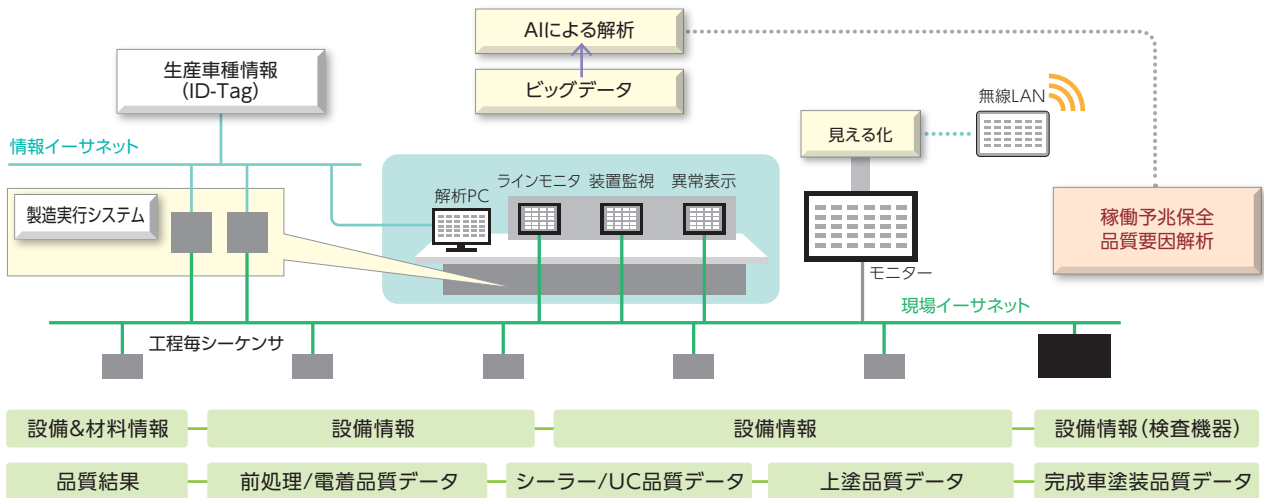 AIによる解析
ビッグデータ
生産車種情報
(ID-Tag)
無線LAN
見える化
情報イーサネット
製造実行システム
解析PC
ラインモニタ
装置監視
異常表示
稼働予兆保全
品質要因解析
モニター
現場イーサネット
工程毎シーケンサ
設備&材料情報
設備情報
設備情報
設備情報(検査機器)
品質結果
前処理/電着品質データ
シーラー/UC品質データ
上塗品質データ
完成車塗装品質データ